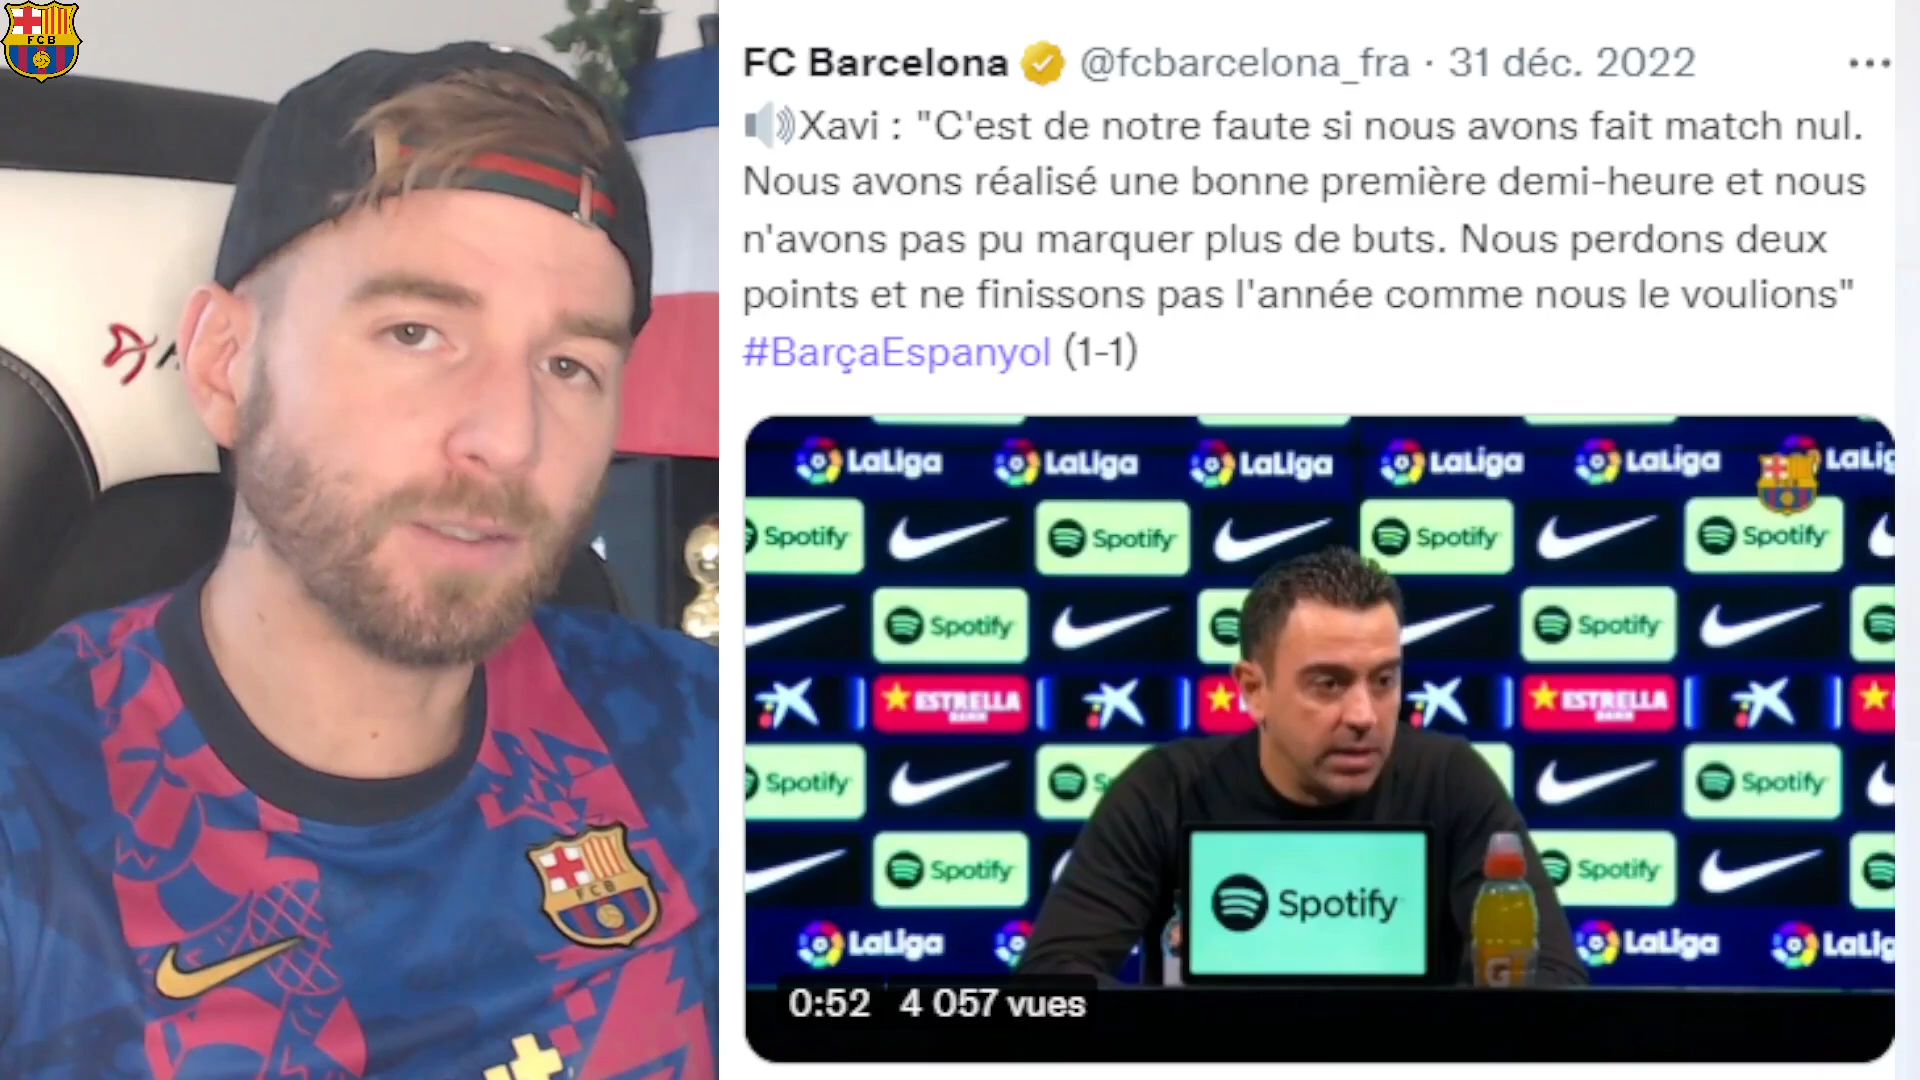 FCB
FC Barcelona @fcbarcelona_fra · 31 déc. 2022
Xavi : "C'est de notre faute si nous avons fait match nul.
Nous avons réalisé une bonne première demi-heure et nous
n'avons pas pu marquer plus de buts. Nous perdons deux
points et ne finissons pas l'année comme nous le voulions"
#BarçaEspanyol (1-1)
LaLiga LaLiga LaLiga LaLiga LaLiga LaLig
Spotify Spotify Spotify Spotify
Spotify Spotify
ESTRELLA ESTRELLA
Spotify Spotify
Spotify Spotify
Spotify
LaLiga LaLiga LaLig
G
0:52 4 057 vues
FCB